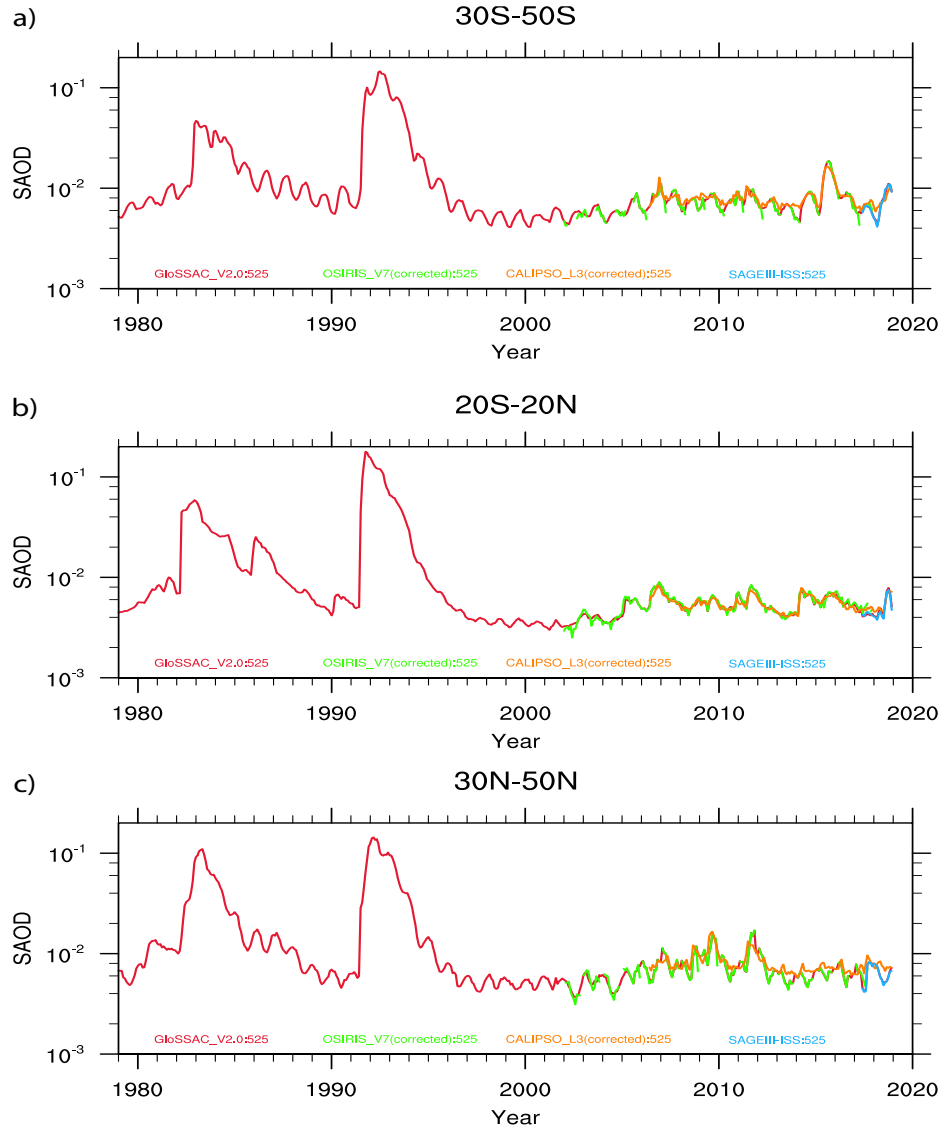 a)
30S-50S
SAOD
10-1
10-2
10-3
GloSSAC_V2.0:525 OSIRIS_V7(corrected):525 CALIPSO_L3(corrected):525 SAGEIII-ISS:525
1980 1990 2000 2010 2020
Year
b)
20S-20N
SAOD
10-1
10-2
10-3
GloSSAC_V2.0:525 OSIRIS_V7(corrected):525 CALIPSO_L3(corrected):525 SAGEIII-ISS:525
1980 1990 2000 2010 2020
Year
c)
30N-50N
SAOD
10-1
10-2
10-3
GloSSAC_V2.0:525 OSIRIS_V7(corrected):525 CALIPSO_L3(corrected):525 SAGEIII-ISS:525
1980 1990 2000 2010 2020
Year